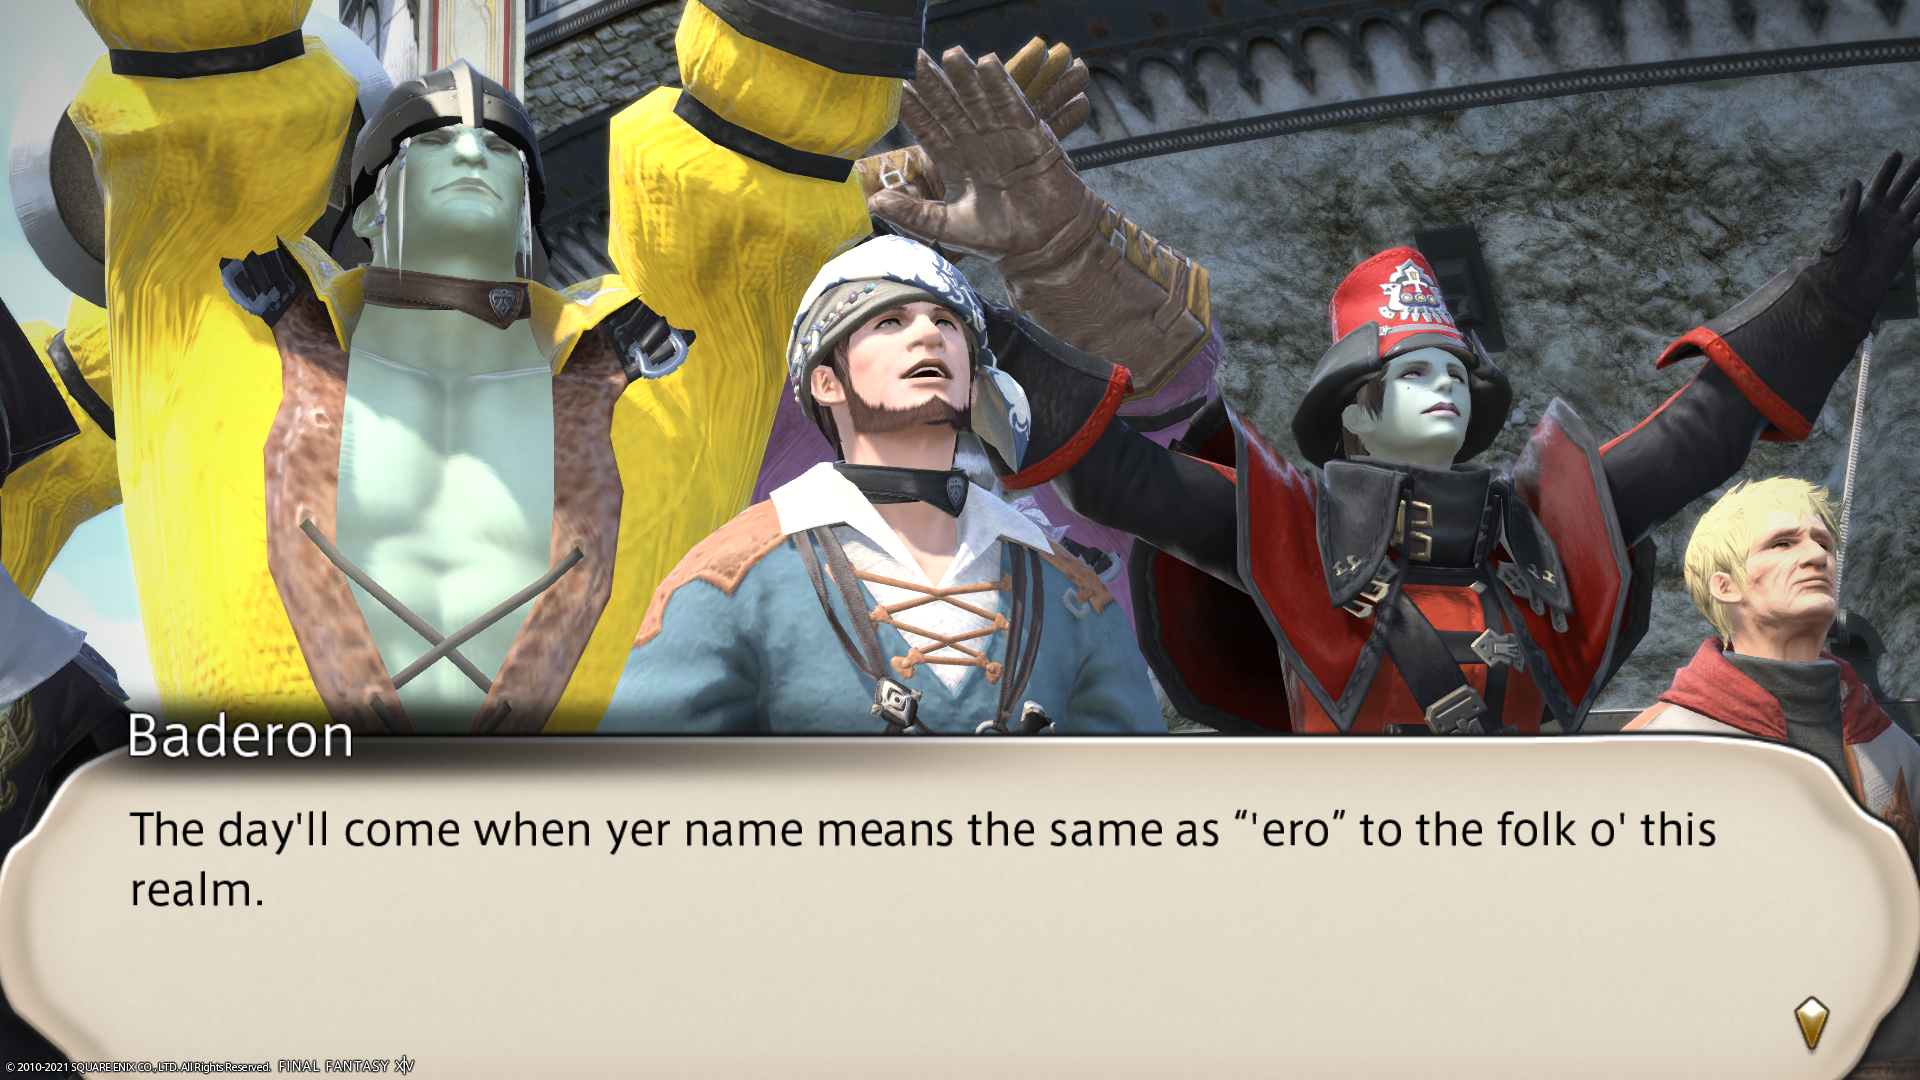 Baderon
The day'll come when yer name means the same as “'ero” to the folk o' this
realm.
© 2010-2021 SQUARE ENIX CO., LTD. All Rights Reserved. FINAL FANTASY XIV